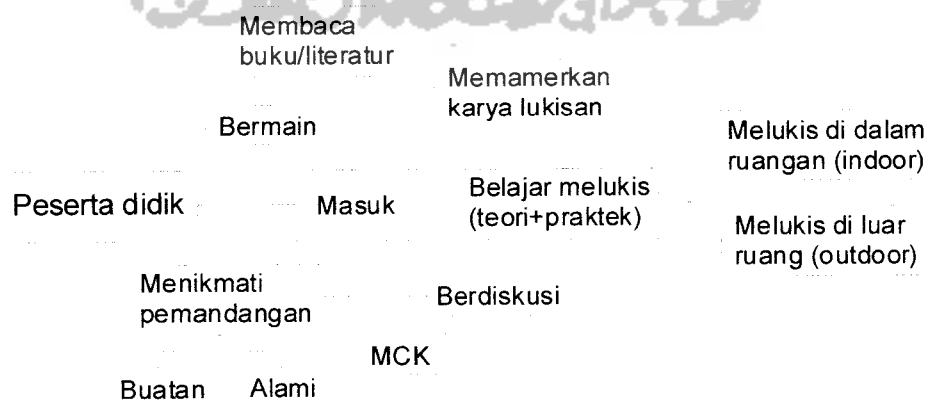 Membaca
buku/literatur
Memamerkan
karya lukisan
Bermain
Melukis di dalam
ruangan (indoor)
Peserta didik
Masuk
Belajar melukis
(teori+praktek)
Melukis di luar
ruang (outdoor)
Menikmati
pemandangan
Berdiskusi
MCK
Buatan
Alami